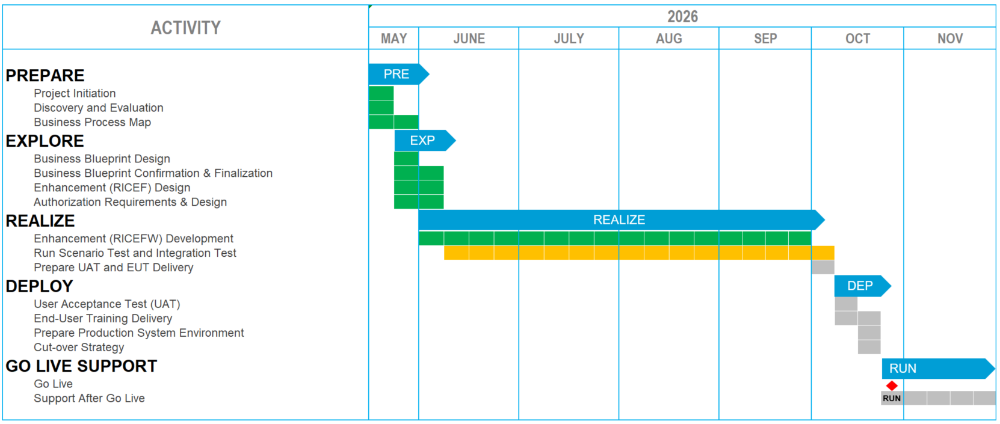 ACTIVITY
2026
MAY JUNE JULY AUG SEP OCT NOV
PREPARE PRE
Project Initiation
Discovery and Evaluation
Business Process Map
EXPLORE EXP
Business Blueprint Design
Business Blueprint Confirmation & Finalization
Enhancement (RICEF) Design
Authorization Requirements & Design
REALIZE REALIZE
Enhancement (RICEFW) Development
Run Scenario Test and Integration Test
Prepare UAT and EUT Delivery
DEPLOY DEP
User Acceptance Test (UAT)
End-User Training Delivery
Prepare Production System Environment
Cut-over Strategy
GO LIVE SUPPORT RUN
Go Live
Support After Go Live RUN